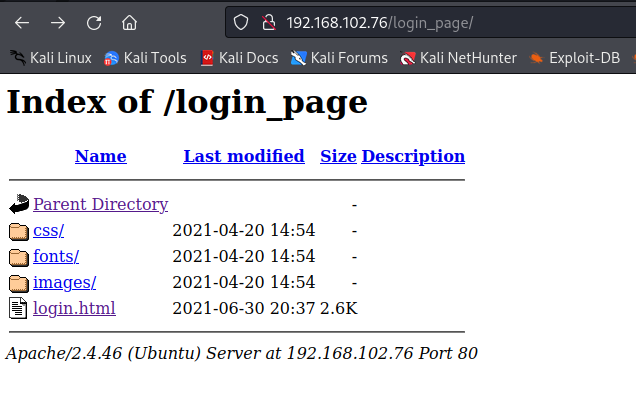 192.168.102.76/login_page/
Kali Linux Kali Tools Kali Docs Kali Forums Kali NetHunter Exploit-DB
Index of /login_page
Name Last modified Size Description
Parent Directory -
css/ 2021-04-20 14:54 -
fonts/ 2021-04-20 14:54 -
images/ 2021-04-20 14:54 -
login.html 2021-06-30 20:37 2.6K
Apache/2.4.46 (Ubuntu) Server at 192.168.102.76 Port 80